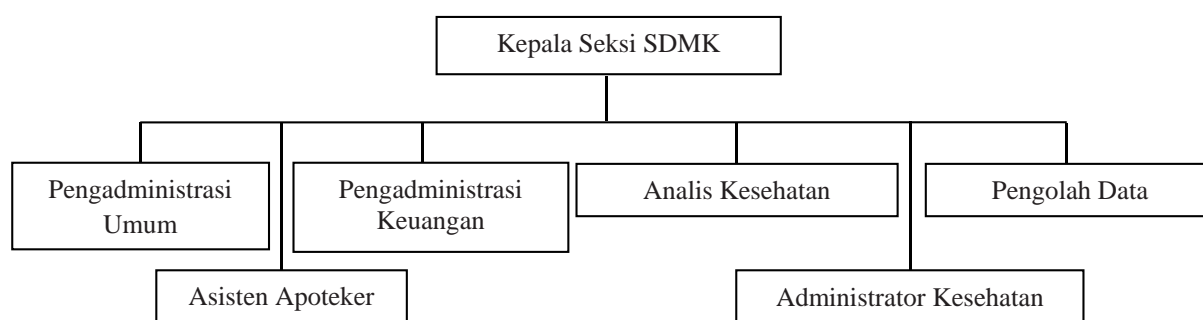 Kepala Seksi SDMK
Pengadministrasi
Umum
Pengadministrasi
Keuangan
Analis Kesehatan
Pengolah Data
Asisten Apoteker
Administrator Kesehatan